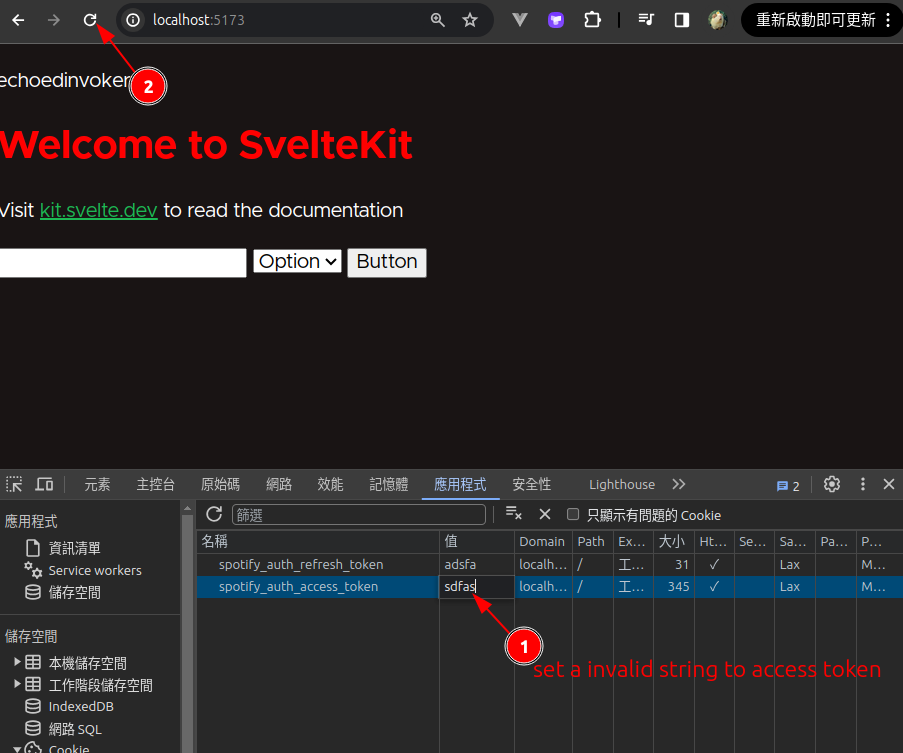 localhost:5173
重新啟動即可更新
echoedinvoker
2
Welcome to SvelteKit
Visit kit.svelte.dev to read the documentation
Option Button
元素 主控台 原始碼 網路 效能 記憶體 應用程式 安全性 Lighthouse 2
應用程式
資訊清單
Service workers
儲存空間
儲存空間
本機儲存空間
工作階段儲存空間
IndexedDB
網路 SQL
Cookie
篩選 只顯示有問題的 Cookie
名稱 值 Domain Path Ex... 大小 Ht... Se... Sa... Pa... P...
spotify_auth_refresh_token adsfa localh... / 工... 31 ✓ Lax M...
spotify_auth_access_token sdfas localh... / 工... 345 ✓ Lax M...
1
set a invalid string to access token